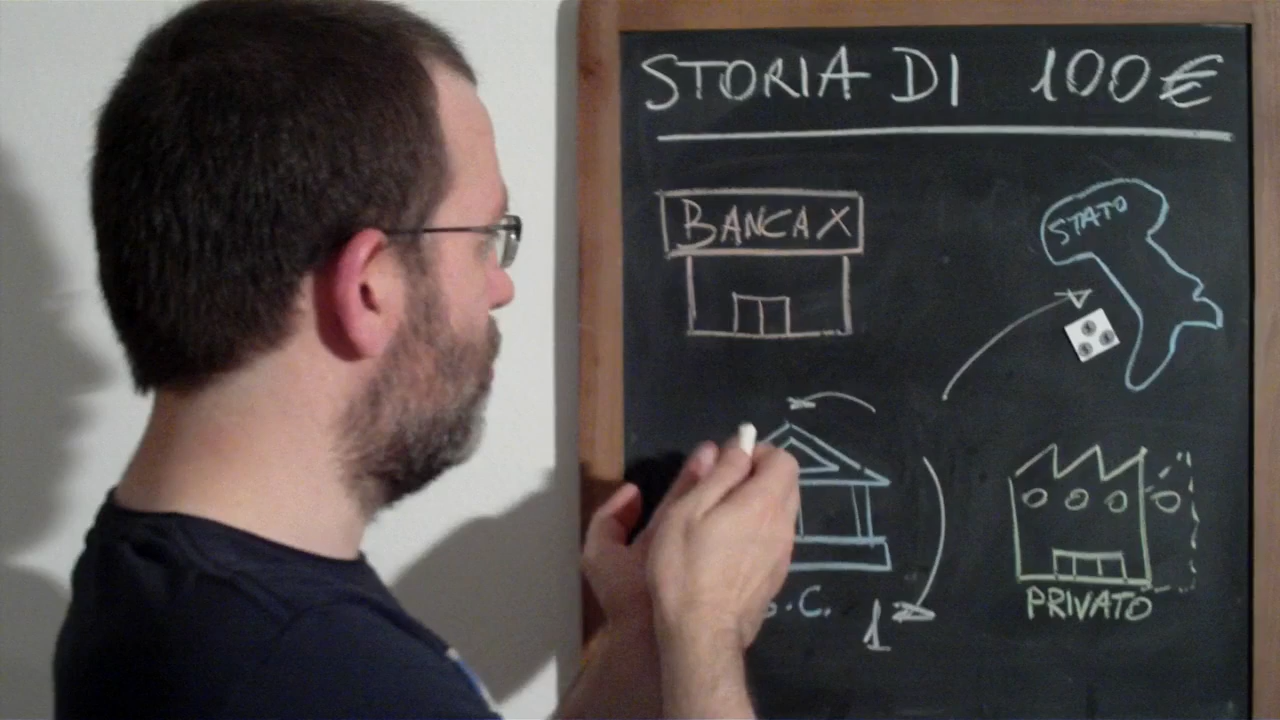 STORIA DI 100€
BANCA X
STATO
.C.
1
PRIVATO